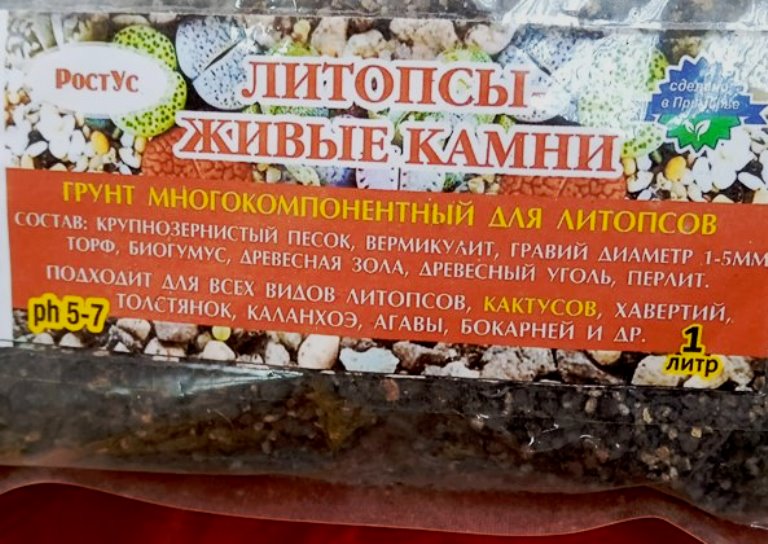 РостУс
ЛИТОПСЫ-
ЖИВЫЕ КАМНИ
сделано
в Приморье
ГРУНТ МНОГОКОМПОНЕНТНЫЙ ДЛЯ ЛИТОПСОВ
СОСТАВ: КРУПНОЗЕРНИСТЫЙ ПЕСОК, ВЕРМИКУЛИТ, ГРАВИЙ ДИАМЕТР 1-5ММ
ТОРФ, БИОГУМУС, ДРЕВЕСНАЯ ЗОЛА, ДРЕВЕСНЫЙ УГОЛЬ, ПЕРЛИТ.
ПОДХОДИТ ДЛЯ ВСЕХ ВИДОВ ЛИТОПСОВ, КАКТУСОВ, ХАВЕРТИЙ,
ТОЛСТЯНОК, КАЛАНХОЭ, АГАВЫ, БОКАРНЕЙ И ДР.
ph 5-7
1
литр